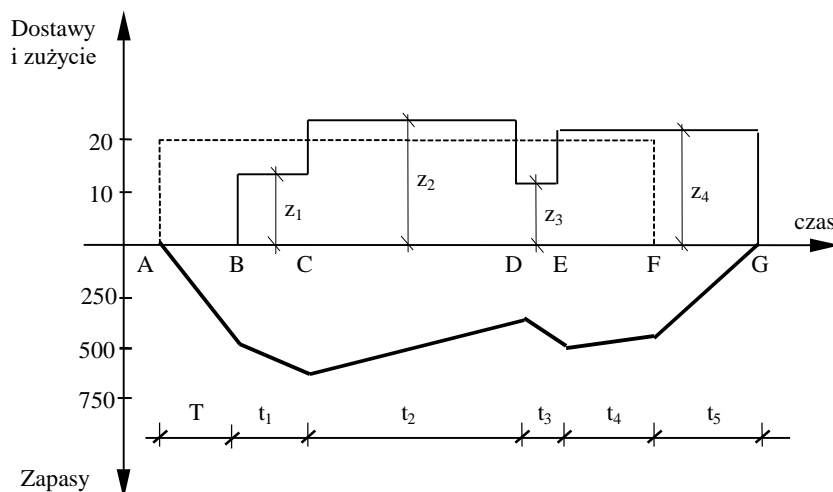 Dostawy
i zużycie
20
10
z₁
z₂
z₃
z₄
czas
A B C D E F G
250
500
750
T t₁ t₂ t₃ t₄ t₅
Zapasy